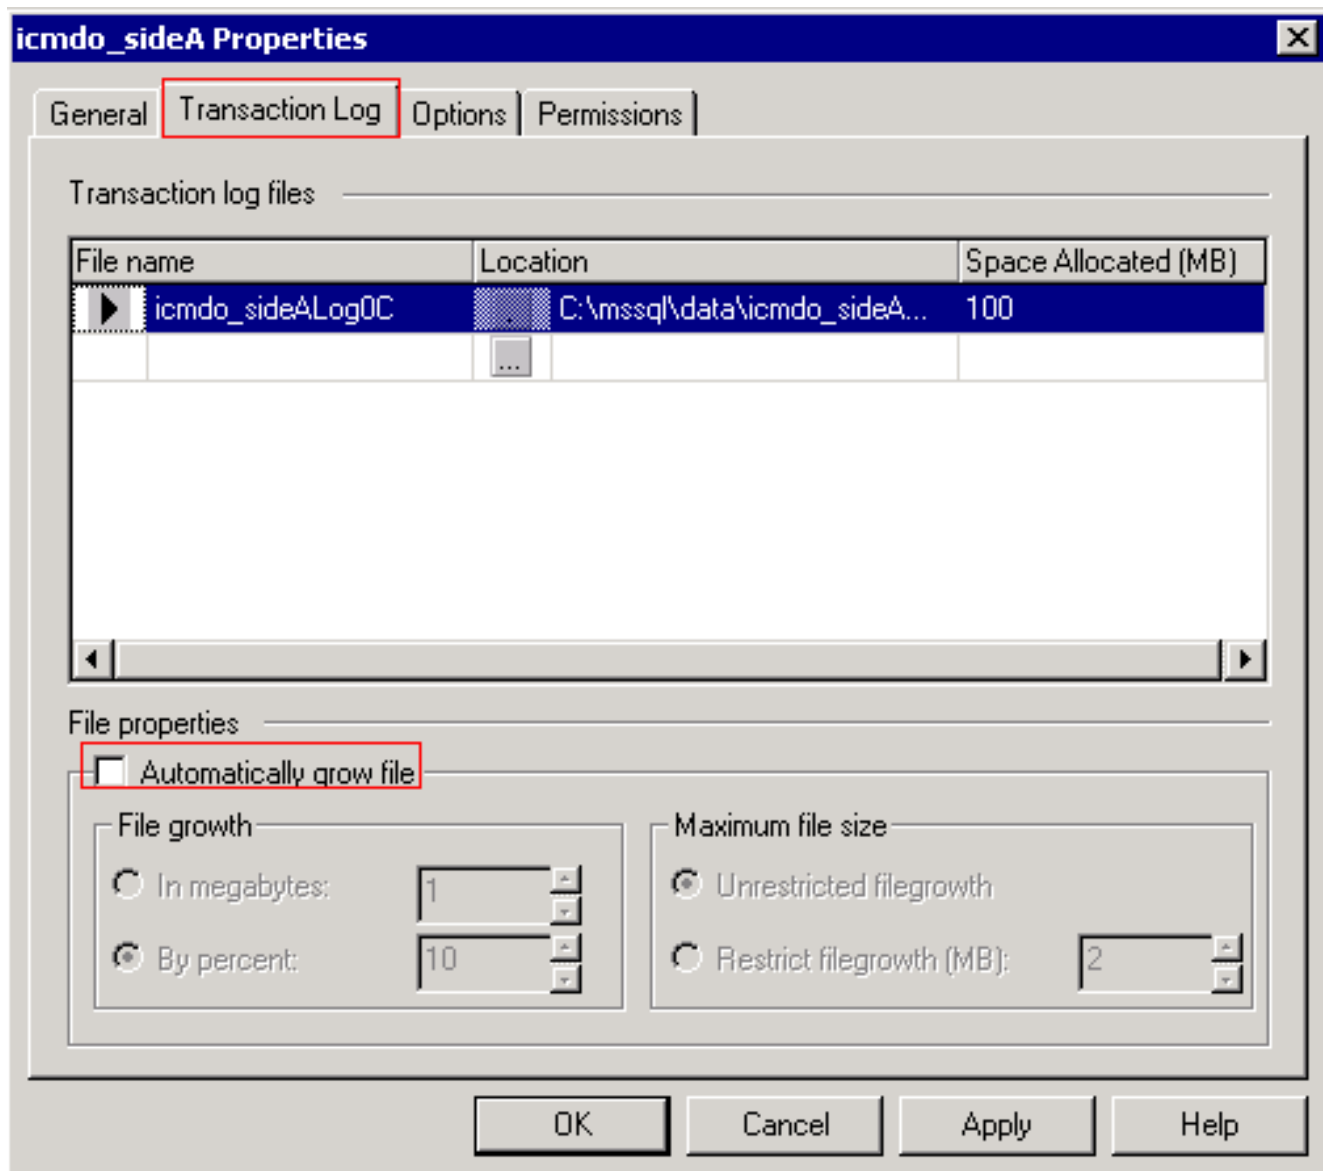 icmdo_sideA Properties
General Transaction Log Options Permissions
Transaction log files
File name Location Space Allocated (MB)
icmdo_sideALog0C . C:\mssql\data\icmdo_sideA... 100
...
File properties
Automatically grow file
File growth Maximum file size
In megabytes: 1 Unrestricted filegrowth
By percent: 10 Restrict filegrowth (MB): 2
OK Cancel Apply Help